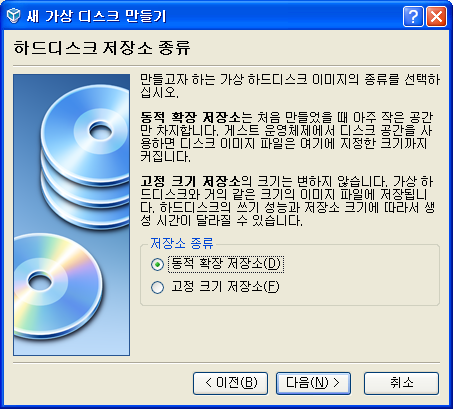 새 가상 디스크 만들기
하드디스크 저장소 종류
만들고자 하는 가상 하드디스크 이미지의 종류를 선택하
십시오.
동적 확장 저장소는 처음 만들었을 때 아주 작은 공간
만 차지합니다. 게스트 운영체제에서 디스크 공간을 사
용하면 디스크 이미지 파일은 여기에 지정한 크기까지
커집니다.
고정 크기 저장소의 크기는 변하지 않습니다. 가상 하
드디스크와 거의 같은 크기의 이미지 파일에 저장됩니
다. 하드디스크의 쓰기 성능과 저장소 크기에 따라서 생
성 시간이 달라질 수 있습니다.
저장소 종류
동적 확장 저장소(D)
고정 크기 저장소(F)
< 이전(B)
다음(N) >
취소